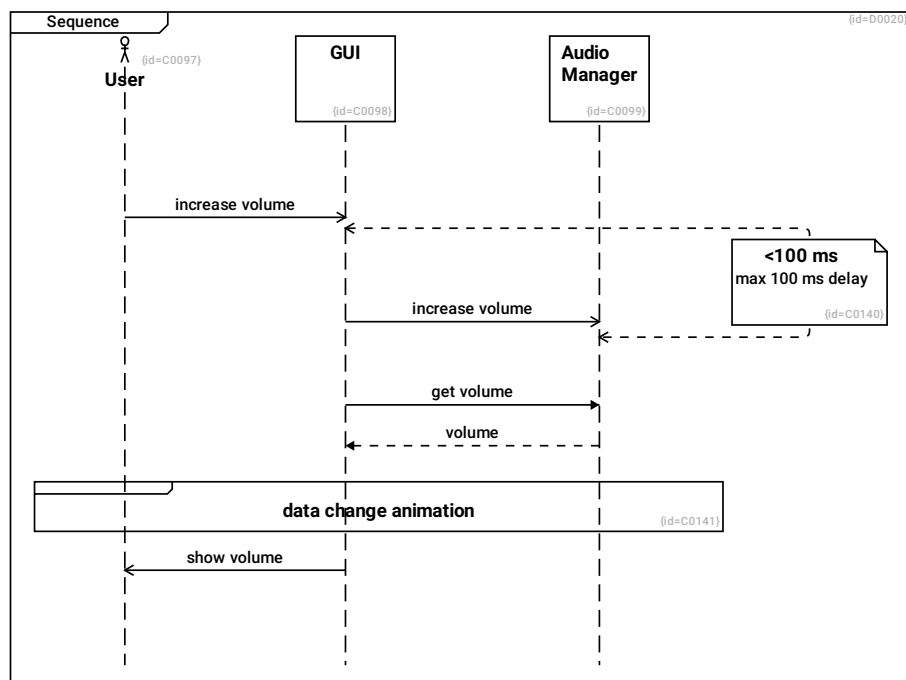 Sequence
{id=D0020}
{id=C0097}
User
GUI
{id=C0098}
Audio
Manager
{id=C0099}
increase volume
<100 ms
max 100 ms delay
{id=C0140}
increase volume
get volume
volume
data change animation
{id=C0141}
show volume